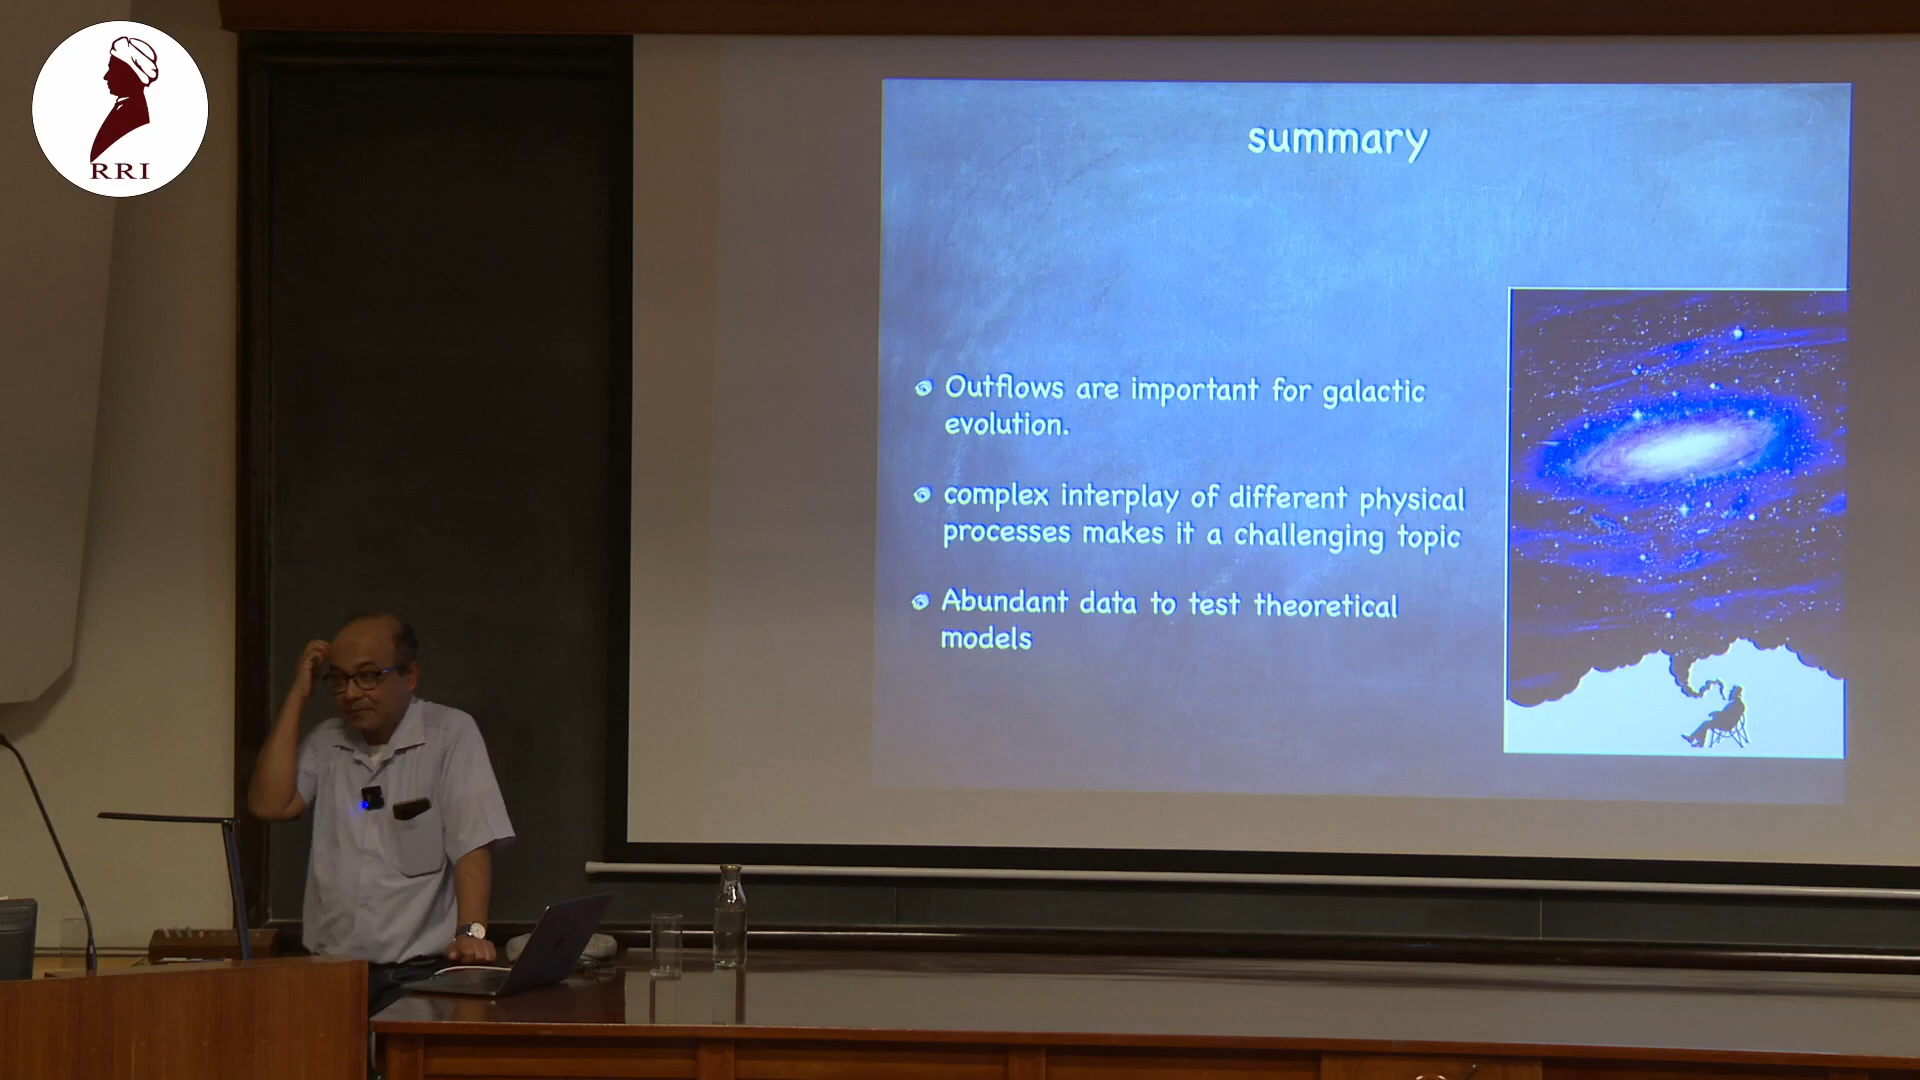 RRI
summary
Outflows are important for galactic
evolution.
complex interplay of different physical
processes makes it a challenging topic
Abundant data to test theoretical
models